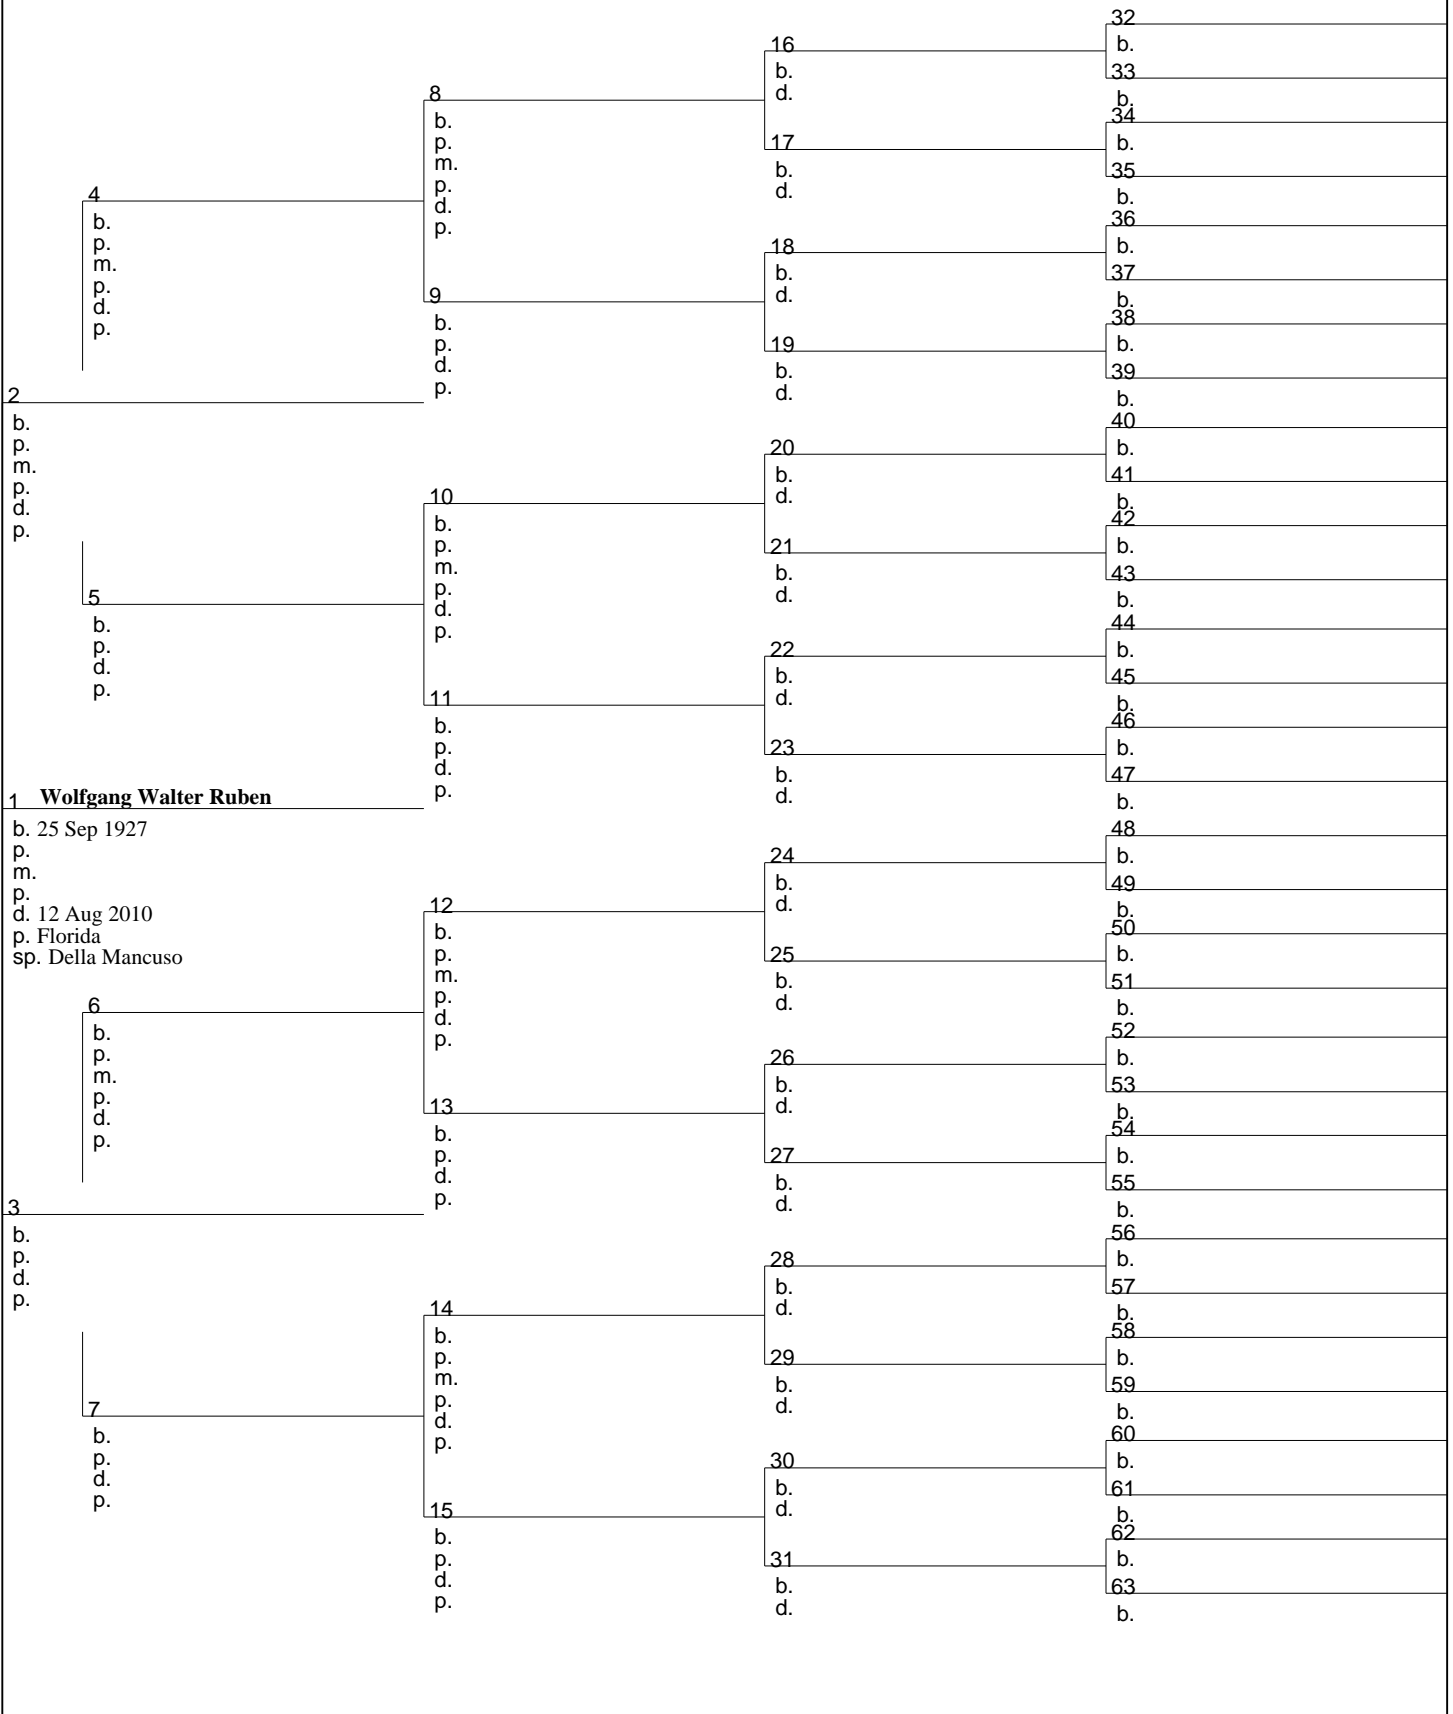 32
b.
33
b.
16
b.
d.
34
b.
35
b.
17
b.
d.
8
b.
p.
m.
p.
d.
p.
36
b.
37
b.
18
b.
d.
38
b.
39
b.
19
b.
d.
9
b.
p.
d.
p.
4
b.
p.
m.
p.
d.
p.
2
b.
p.
m.
p.
d.
p.
40
b.
41
b.
20
b.
d.
42
b.
43
b.
21
b.
d.
10
b.
p.
m.
p.
d.
p.
44
b.
45
b.
22
b.
d.
46
b.
47
b.
23
b.
d.
11
b.
p.
d.
p.
5
b.
p.
d.
p.
1 Wolfgang Walter Ruben
b. 25 Sep 1927
p.
m.
p.
d. 12 Aug 2010
p. Florida
sp. Della Mancuso
48
b.
49
b.
24
b.
d.
50
b.
51
b.
25
b.
d.
12
b.
p.
m.
p.
d.
p.
52
b.
53
b.
26
b.
d.
54
b.
55
b.
27
b.
d.
13
b.
p.
d.
p.
6
b.
p.
m.
p.
d.
p.
3
b.
p.
d.
p.
56
b.
57
b.
28
b.
d.
58
b.
59
b.
29
b.
d.
14
b.
p.
m.
p.
d.
p.
60
b.
61
b.
30
b.
d.
62
b.
63
b.
31
b.
d.
15
b.
p.
d.
p.
7
b.
p.
d.
p.